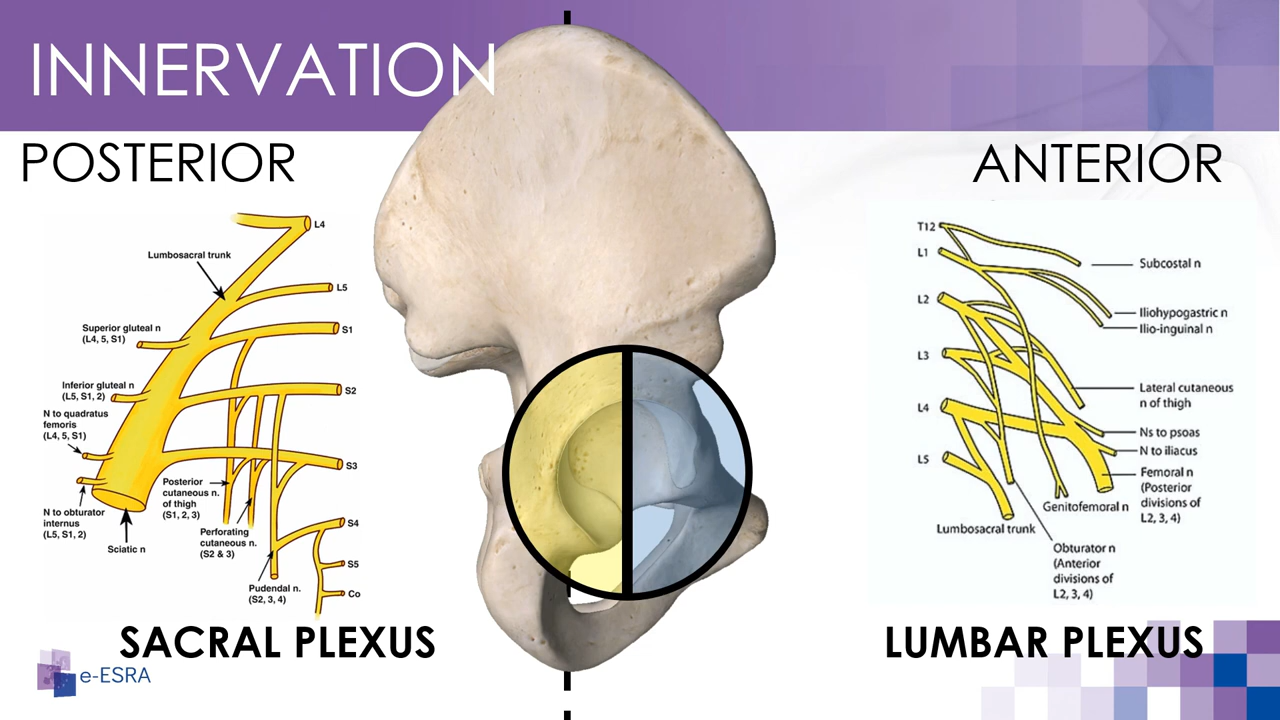 INNERVATION
POSTERIOR
ANTERIOR
L4
Lumbosacral trunk
L5
Superior gluteal n
(L4, 5, S1)
S1
Inferior gluteal n
(L5, S1, 2)
S2
N to quadratus
femoris
(L4, 5, S1)
S3
Posterior
cutaneous n.
of thigh
(S1, 2, 3)
N to obturator
internus
(L5, S1, 2)
Sciatic n
Perforating
cutaneous n.
(S2 & 3)
S4
S5
Pudendal n.
(S2, 3, 4)
Co
SACRAL PLEXUS
T12
L1
Subcostal n
L2
Iliohypogastric n
Ilio-inguinal n
L3
Lateral cutaneous
n of thigh
L4
Ns to psoas
N to iliacus
L5
Femoral n
(Posterior
divisions of
L2, 3, 4)
Genitofemoral n
Lumbosacral trunk
Obturator n
(Anterior
divisions of
L2, 3, 4)
LUMBAR PLEXUS
e-ESRA